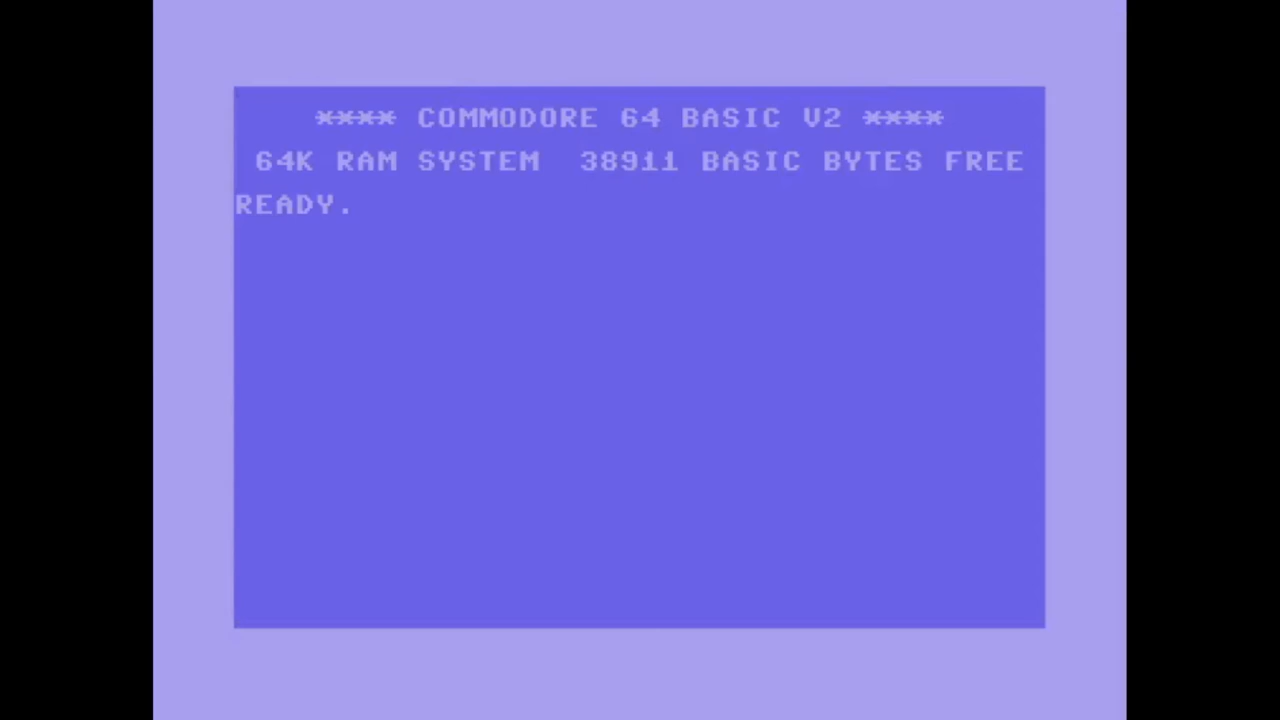 **** COMMODORE 64 BASIC V2 ****
64K RAM SYSTEM  38911 BASIC BYTES FREE
READY.